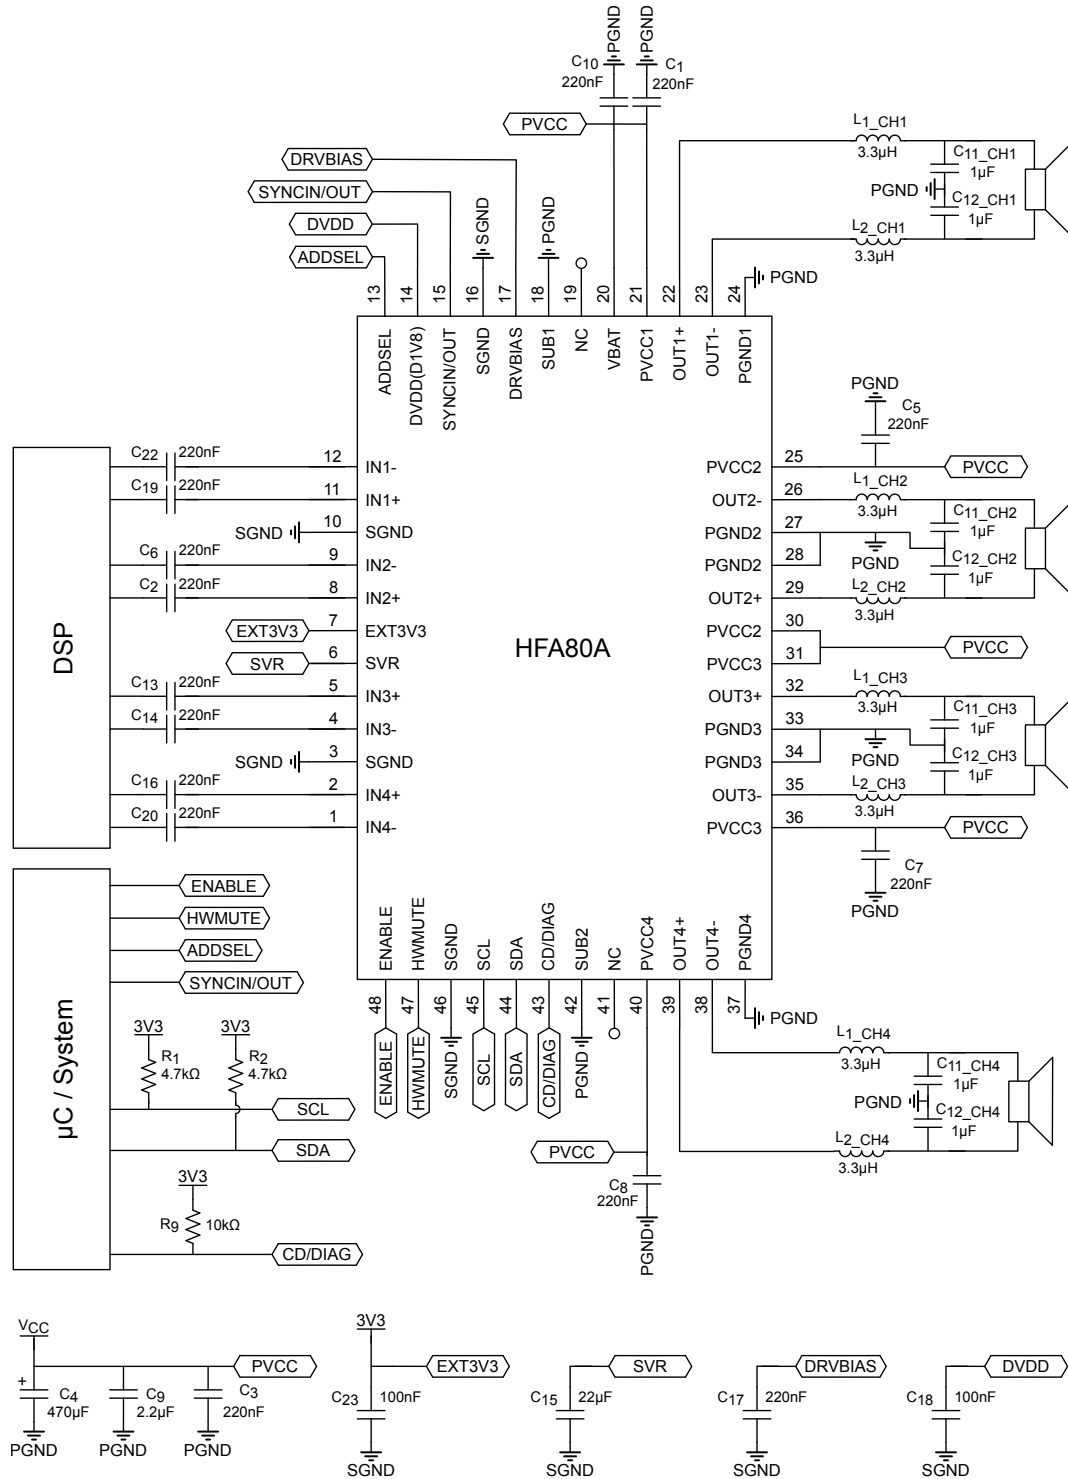 PGND
PGND
C10
220nF
C1
220nF
PVCC
DRVBIAS
SYNCIN/OUT
DVDD
ADDSEL
SGND
PGND
L1_CH1
3.3µH
C11_CH1
1µF
PGND
C12_CH1
1µF
L2_CH1
3.3µH
13
14
15
16
17
18
19
20
21
22
23
24
PGND
ADDSEL
DVDD(D1V8)
SYNCIN/OUT
SGND
DRVBIAS
SUB1
NC
VBAT
PVCC1
OUT1+
OUT1-
PGND1
DSP
C22 220nF
12 IN1-
C19 220nF
11 IN1+
SGND
10 SGND
C6 220nF
9 IN2-
C2 220nF
8 IN2+
EXT3V3
7 EXT3V3
SVR
6 SVR
C13 220nF
5 IN3+
C14 220nF
4 IN3-
SGND
3 SGND
C16 220nF
2 IN4+
C20 220nF
1 IN4-
HFA80A
PGND
C5
220nF
PVCC2 25
PVCC
OUT2- 26
L1_CH2
3.3µH
C11_CH2
1µF
PGND2 27
PGND
PGND2 28
C12_CH2
1µF
OUT2+ 29
L2_CH2
3.3µH
PVCC2 30
PVCC
PVCC3 31
OUT3+ 32
L1_CH3
3.3µH
C11_CH3
1µF
PGND3 33
PGND
PGND3 34
C12_CH3
1µF
OUT3- 35
L2_CH3
3.3µH
PVCC3 36
PVCC
C7
220nF
PGND
µC / System
ENABLE
HWMUTE
ADDSEL
SYNCIN/OUT
3V3
R1
4.7kΩ
3V3
R2
4.7kΩ
SCL
SDA
3V3
R9 10kΩ
CD/DIAG
ENABLE
HWMUTE
SGND
SCL
SDA
CD/DIAG
SUB2
NC
PVCC4
OUT4+
OUT4-
PGND4
48
47
46
45
44
43
42
41
40
39
38
37
ENABLE
HWMUTE
SGND
SCL
SDA
CD/DIAG
PGND
PGND
PVCC
C8
220nF
PGND
L1_CH4
3.3µH
C11_CH4
1µF
PGND
C12_CH4
1µF
L2_CH4
3.3µH
VCC
PVCC
+
C4
470µF
PGND
C9
2.2µF
PGND
C3
220nF
PGND
3V3
EXT3V3
C23 100nF
SGND
SVR
C15 22µF
SGND
DRVBIAS
C17 220nF
SGND
DVDD
C18 100nF
SGND